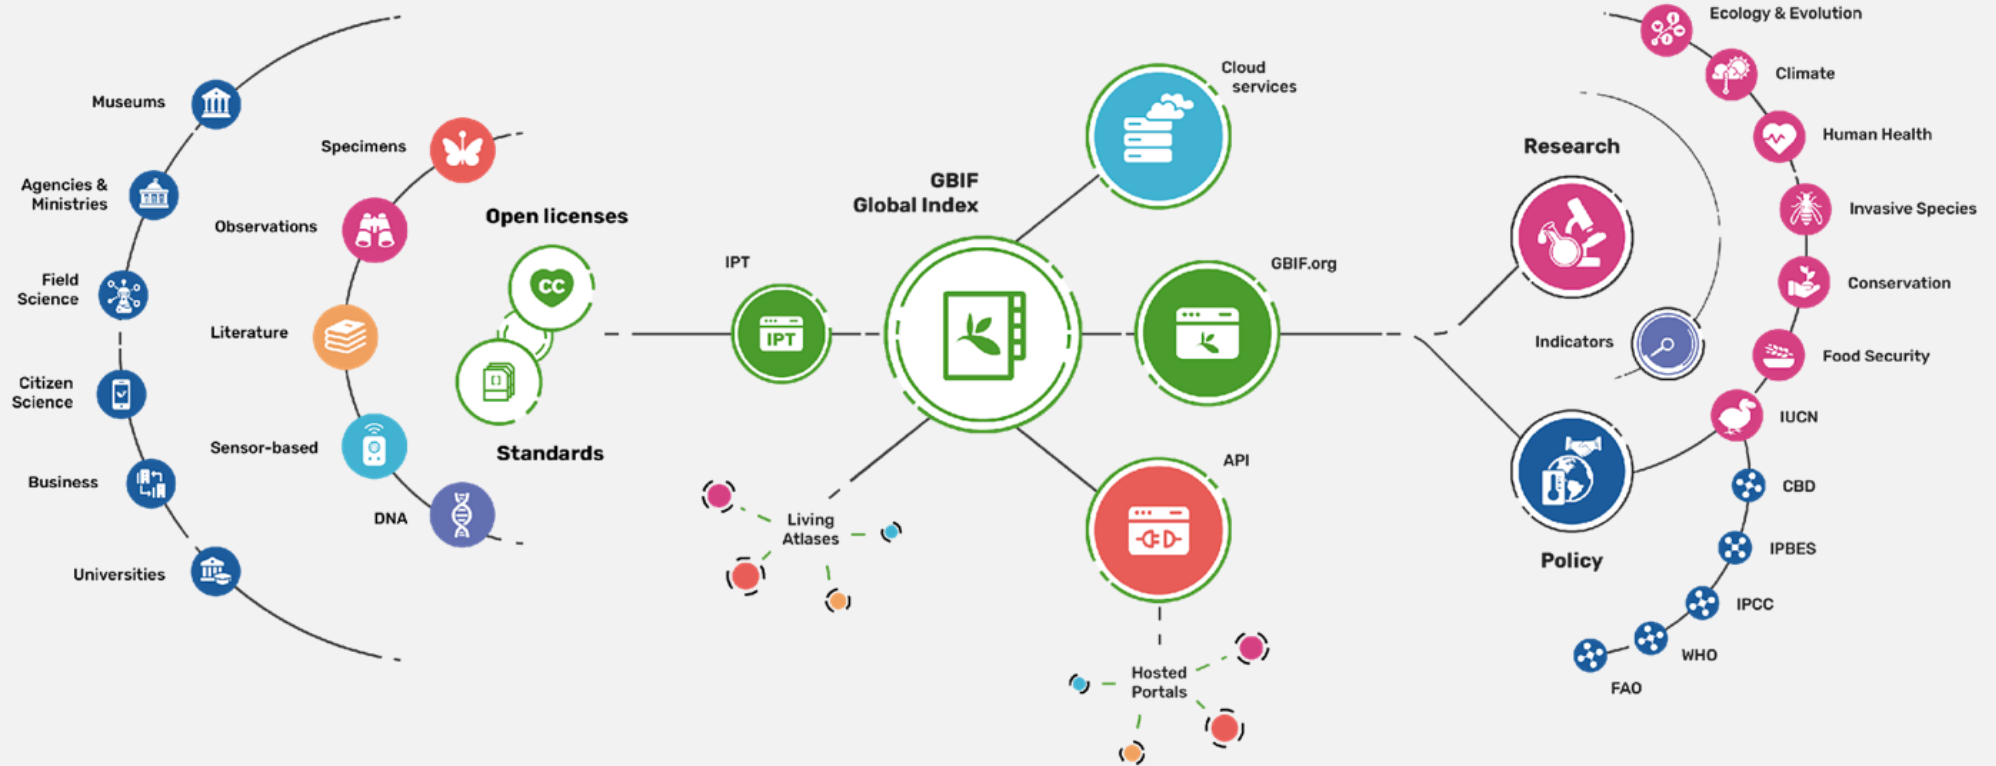 Museums
Agencies &
Ministries
Field
Science
Citizen
Science
Business
Universities
Specimens
Observations
Literature
Sensor-based
DNA
Open licenses
CC
Standards
IPT
IPT
GBIF
Global Index
Cloud
services
GBIF.org
API
Living
Atlases
Hosted
Portals
Research
Indicators
Policy
Ecology & Evolution
Climate
Human Health
Invasive Species
Conservation
Food Security
IUCN
CBD
IPBES
IPCC
WHO
FAO